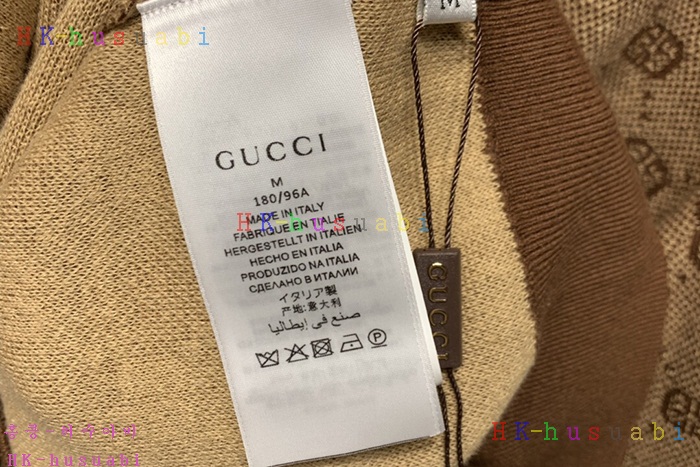 HK-husuabi
M
GUCCI
M
180/96A
MADE IN ITALY
FABRIQUÉ EN ITALIE
HERGESTELLT IN ITALIEN
HECHO EN ITALIA
PRODUZIDO NA ITALIA
СДЕЛАНО В ИТАЛИИ
イタリア製
产地:意大利
صنع في إيطاليا
HK-husuabi
GUCCI
HK-husuabi
HK husuabi